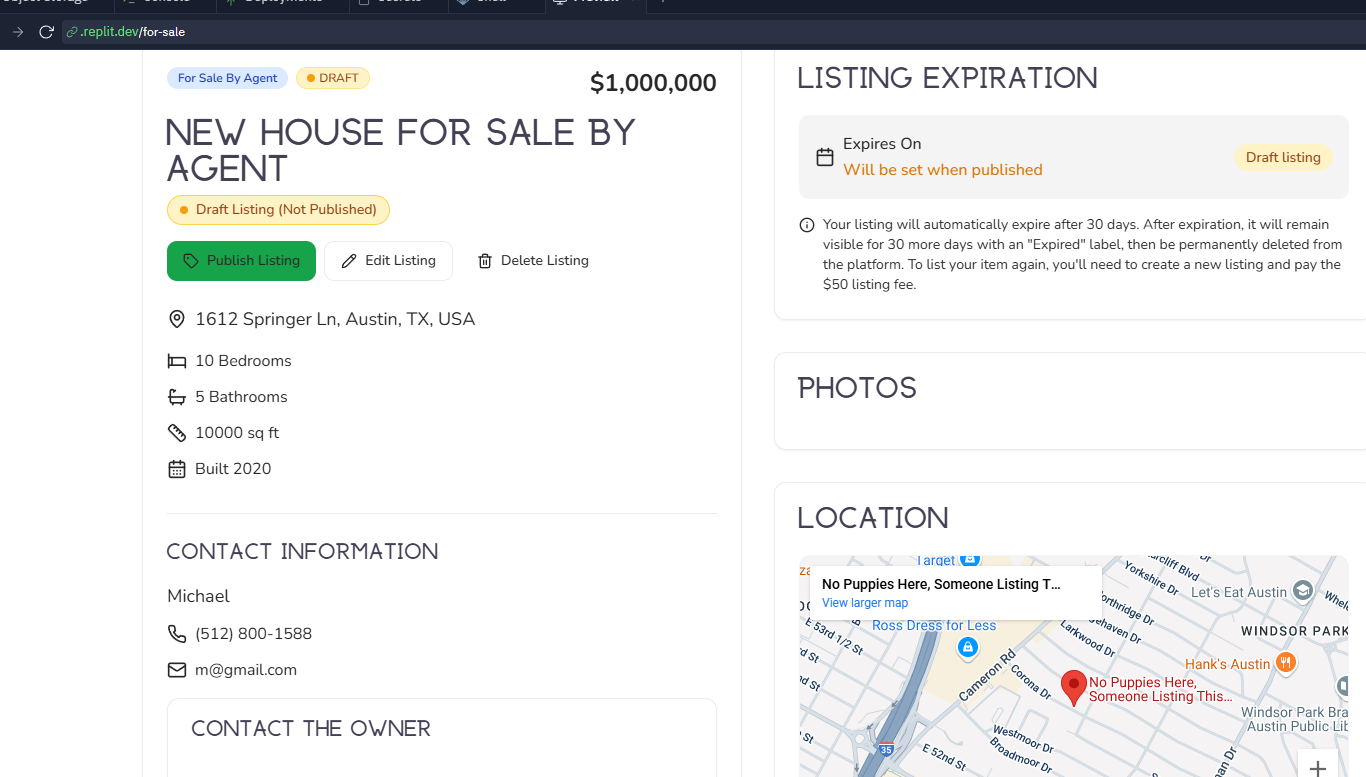 Console
Deployments
Secrets
Shell
Preview
.replit.dev/for-sale
For Sale By Agent
DRAFT
$1,000,000
NEW HOUSE FOR SALE BY
AGENT
Draft Listing (Not Published)
Publish Listing
Edit Listing
Delete Listing
1612 Springer Ln, Austin, TX, USA
10 Bedrooms
5 Bathrooms
10000 sq ft
Built 2020
CONTACT INFORMATION
Michael
(512) 800-1588
m@gmail.com
CONTACT THE OWNER
LISTING EXPIRATION
Expires On
Will be set when published
Draft listing
Your listing will automatically expire after 30 days. After expiration, it will remain
visible for 30 more days with an "Expired" label, then be permanently deleted from
the platform. To list your item again, you'll need to create a new listing and pay the
$50 listing fee.
PHOTOS
LOCATION
Target
No Puppies Here, Someone Listing T...
View larger map
Yorkshire Dr
Let's Eat Austin
Ross Dress for Less
E 53rd 1/2 St
Larkwood Dr
WINDSOR PARK
Hank's Austin
Cameron Rd
Corona Dr
No Puppies Here,
Someone Listing This...
Windsor Park Bra
Austin Public Lib
Westmoor Dr
Broadmoor Dr
35
E 52nd St